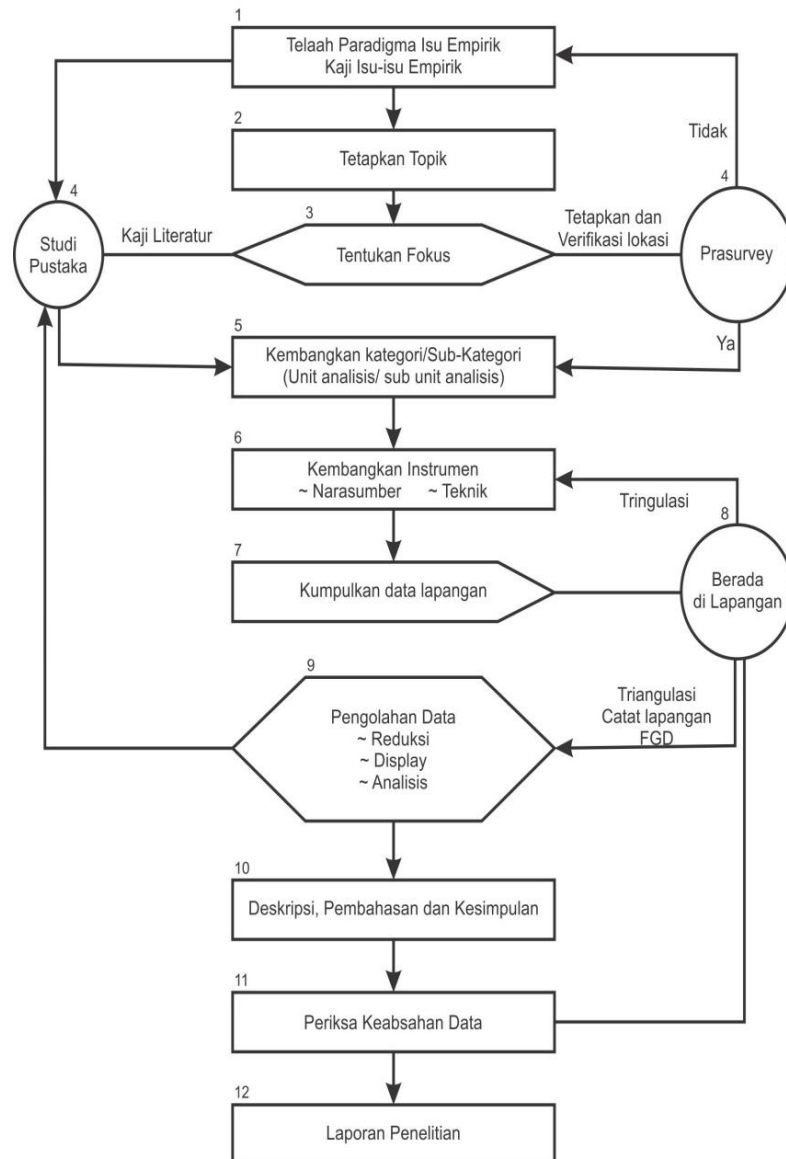 1
Telaah Paradigma Isu Empirik
Kaji Isu-isu Empirik
2
Tetapkan Topik
Tidak
4
Studi
Pustaka
Kaji Literatur
3
Tentukan Fokus
Tetapkan dan
Verifikasi lokasi
4
Prasurvey
Ya
5
Kembangkan kategori/Sub-Kategori
(Unit analisis/ sub unit analisis)
6
Kembangkan Instrumen
~ Narasumber ~ Teknik
Tringulasi
7
Kumpulkan data lapangan
8
Berada
di Lapangan
9
Pengolahan Data
~ Reduksi
~ Display
~ Analisis
Triangulasi
Catat lapangan
FGD
10
Deskripsi, Pembahasan dan Kesimpulan
11
Periksa Keabsahan Data
12
Laporan Penelitian